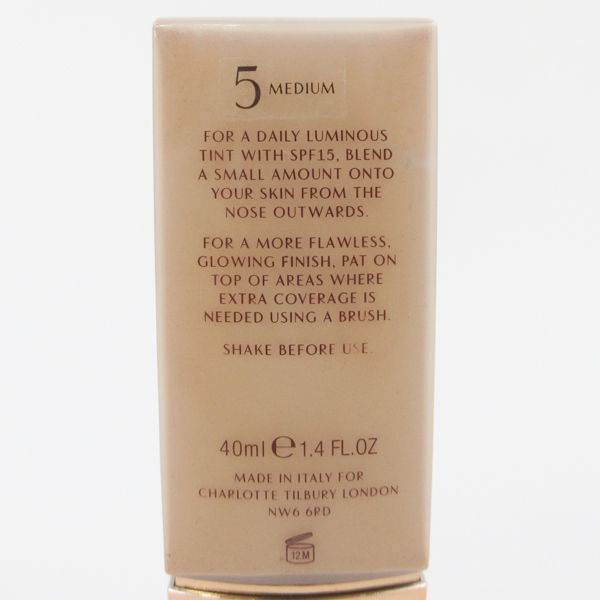 5 MEDIUM
FOR A DAILY LUMINOUS
TINT WITH SPF15, BLEND
A SMALL AMOUNT ONTO
YOUR SKIN FROM THE
NOSE OUTWARDS.
FOR A MORE FLAWLESS,
GLOWING FINISH, PAT ON
TOP OF AREAS WHERE
EXTRA COVERAGE IS
NEEDED USING A BRUSH.
SHAKE BEFORE USE.
40ml ℮ 1.4 FL.OZ
MADE IN ITALY FOR
CHARLOTTE TILBURY LONDON
NW6 6RD
12M